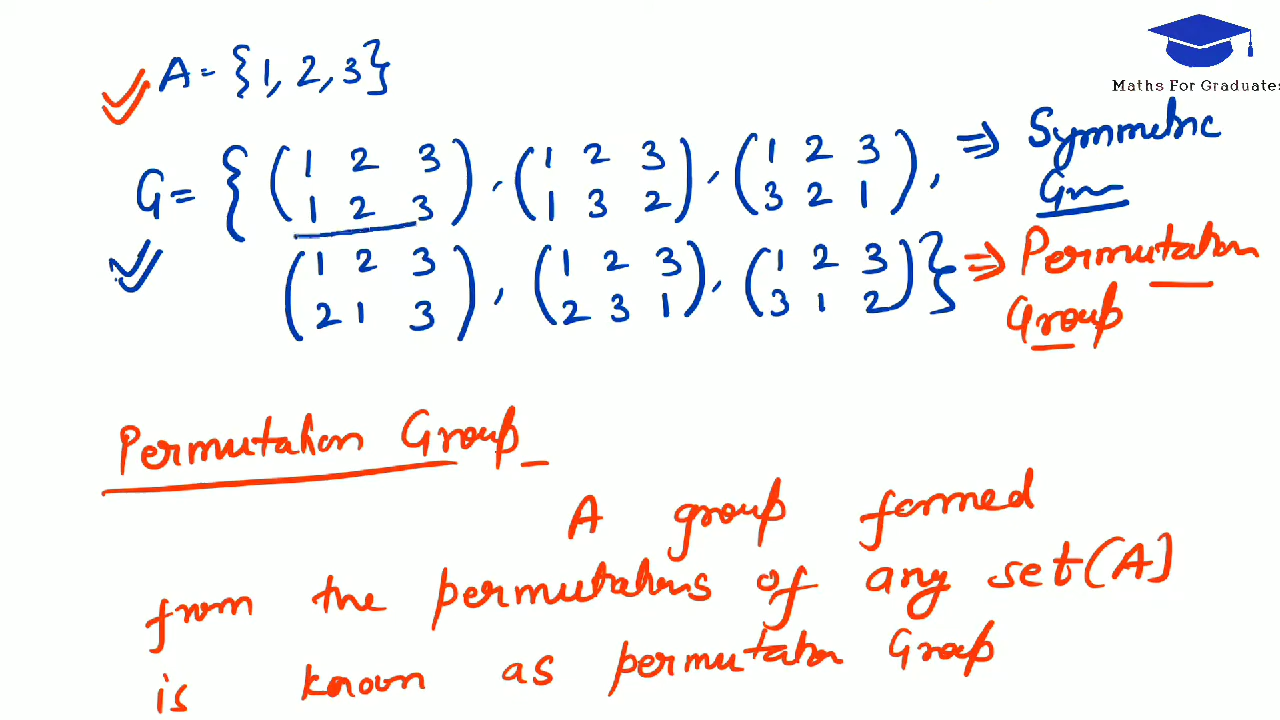 A = {1, 2, 3}
Maths For Graduates
G = { ( 1 2 3 ) , ( 1 2 3 ) , ( 1 2 3 ) , ⇒ Symmetric
1 2 3 1 3 2 3 2 1 Grp
( 1 2 3 ) , ( 1 2 3 ) , ( 1 2 3 ) } ⇒ Permutation
2 1 3 2 3 1 3 1 2 Group
Permutation Group
A group formed
from the permutations of any set(A)
is known as permutation Group